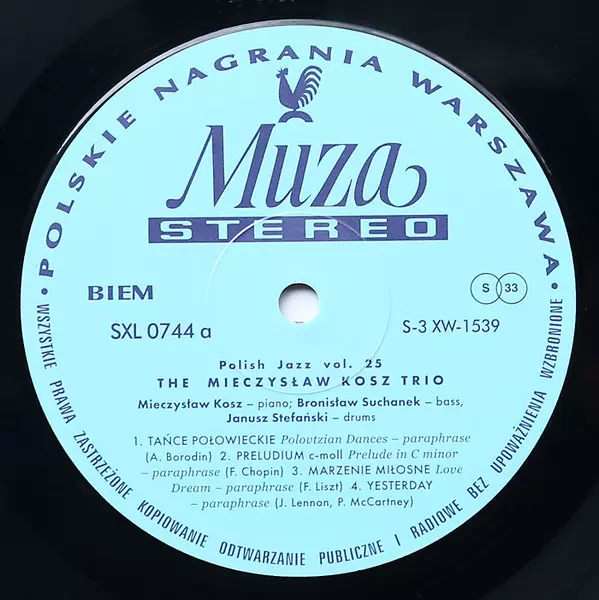 • POLSKIE NAGRANIA WARSZAWA •
Muza
STEREO
BIEM
S 33
SXL 0744 a
S-3 XW-1539
Polish Jazz vol. 25
THE MIECZYSŁAW KOSZ TRIO
Mieczysław Kosz – piano; Bronisław Suchanek – bass,
Janusz Stefański – drums
1. TAŃCE POŁOWIECKIE Polovtzian Dances – paraphrase
(A. Borodin) 2. PRELUDIUM c-moll Prelude in C minor
– paraphrase (F. Chopin) 3. MARZENIE MIŁOSNE Love
Dream – paraphrase (F. Liszt) 4. YESTERDAY
– paraphrase (J. Lennon, P. McCartney)
WSZYSTKIE PRAWA ZASTRZEŻONE KOPIOWANIE ODTWARZANIE PUBLICZNE I RADIOWE BEZ UPOWAŻNIENIA WZBRONIONE